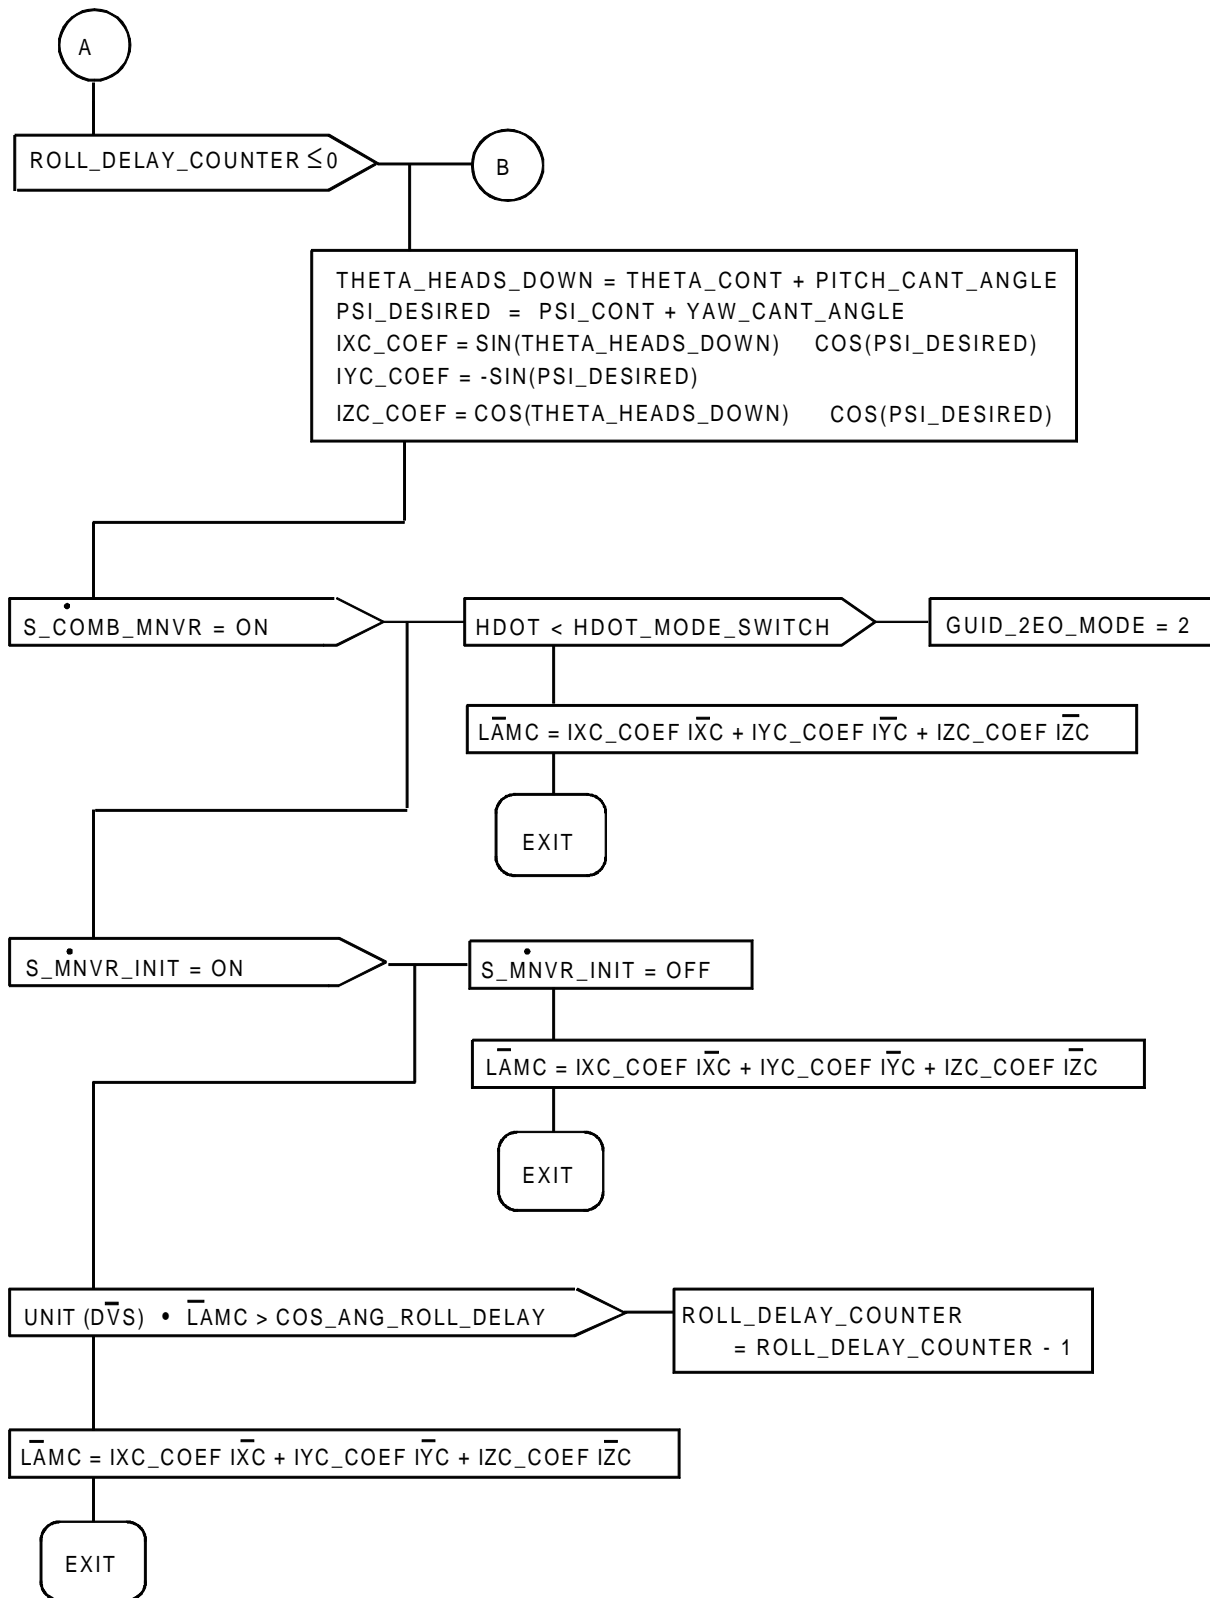 A
ROLL_DELAY_COUNTER ≤ 0
B
THETA_HEADS_DOWN = THETA_CONT + PITCH_CANT_ANGLE
PSI_DESIRED = PSI_CONT + YAW_CANT_ANGLE
IXC_COEF = SIN(THETA_HEADS_DOWN) COS(PSI_DESIRED)
IYC_COEF = -SIN(PSI_DESIRED)
IZC_COEF = COS(THETA_HEADS_DOWN) COS(PSI_DESIRED)
S_COMB_MNVR = ON
HDOT < HDOT_MODE_SWITCH
GUID_2EO_MODE = 2
LAMC = IXC_COEF IXC + IYC_COEF IYC + IZC_COEF IZC
EXIT
S_MNVR_INIT = ON
S_MNVR_INIT = OFF
LAMC = IXC_COEF IXC + IYC_COEF IYC + IZC_COEF IZC
EXIT
UNIT (DVS) • LAMC > COS_ANG_ROLL_DELAY
ROLL_DELAY_COUNTER
= ROLL_DELAY_COUNTER - 1
LAMC = IXC_COEF IXC + IYC_COEF IYC + IZC_COEF IZC
EXIT